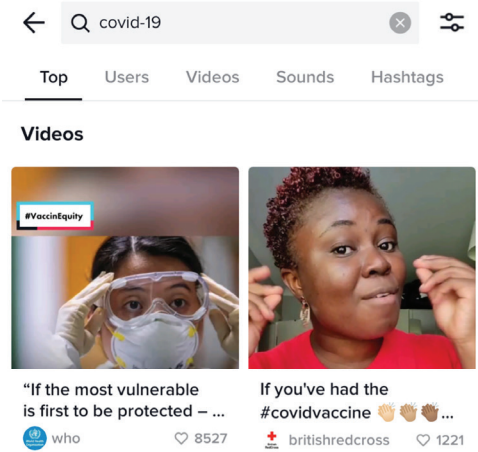 covid-19
Top Users Videos Sounds Hashtags
Videos
#VaccinEquity
“If the most vulnerable
is first to be protected – ...
who 8527
If you've had the
#covidvaccine 👏🏻👏🏼👏🏽...
britishredcross 1221